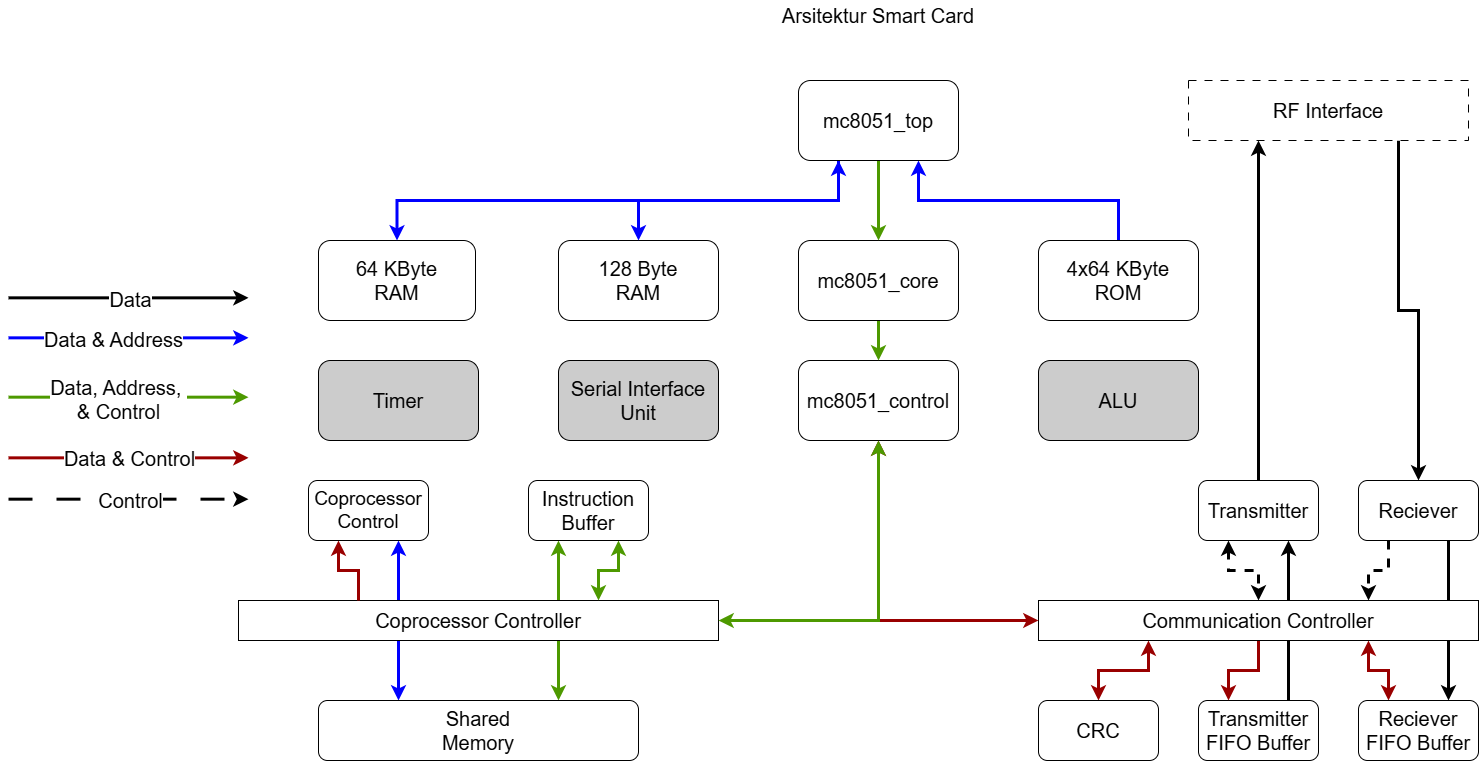 Arsitektur Smart Card
mc8051_top
RF Interface
64 KByte
RAM
128 Byte
RAM
mc8051_core
4x64 KByte
ROM
Data
Data & Address
Data, Address,
& Control
Data & Control
Control
Timer
Serial Interface
Unit
mc8051_control
ALU
Coprocessor
Control
Instruction
Buffer
Transmitter
Reciever
Coprocessor Controller
Communication Controller
Shared
Memory
CRC
Transmitter
FIFO Buffer
Reciever
FIFO Buffer